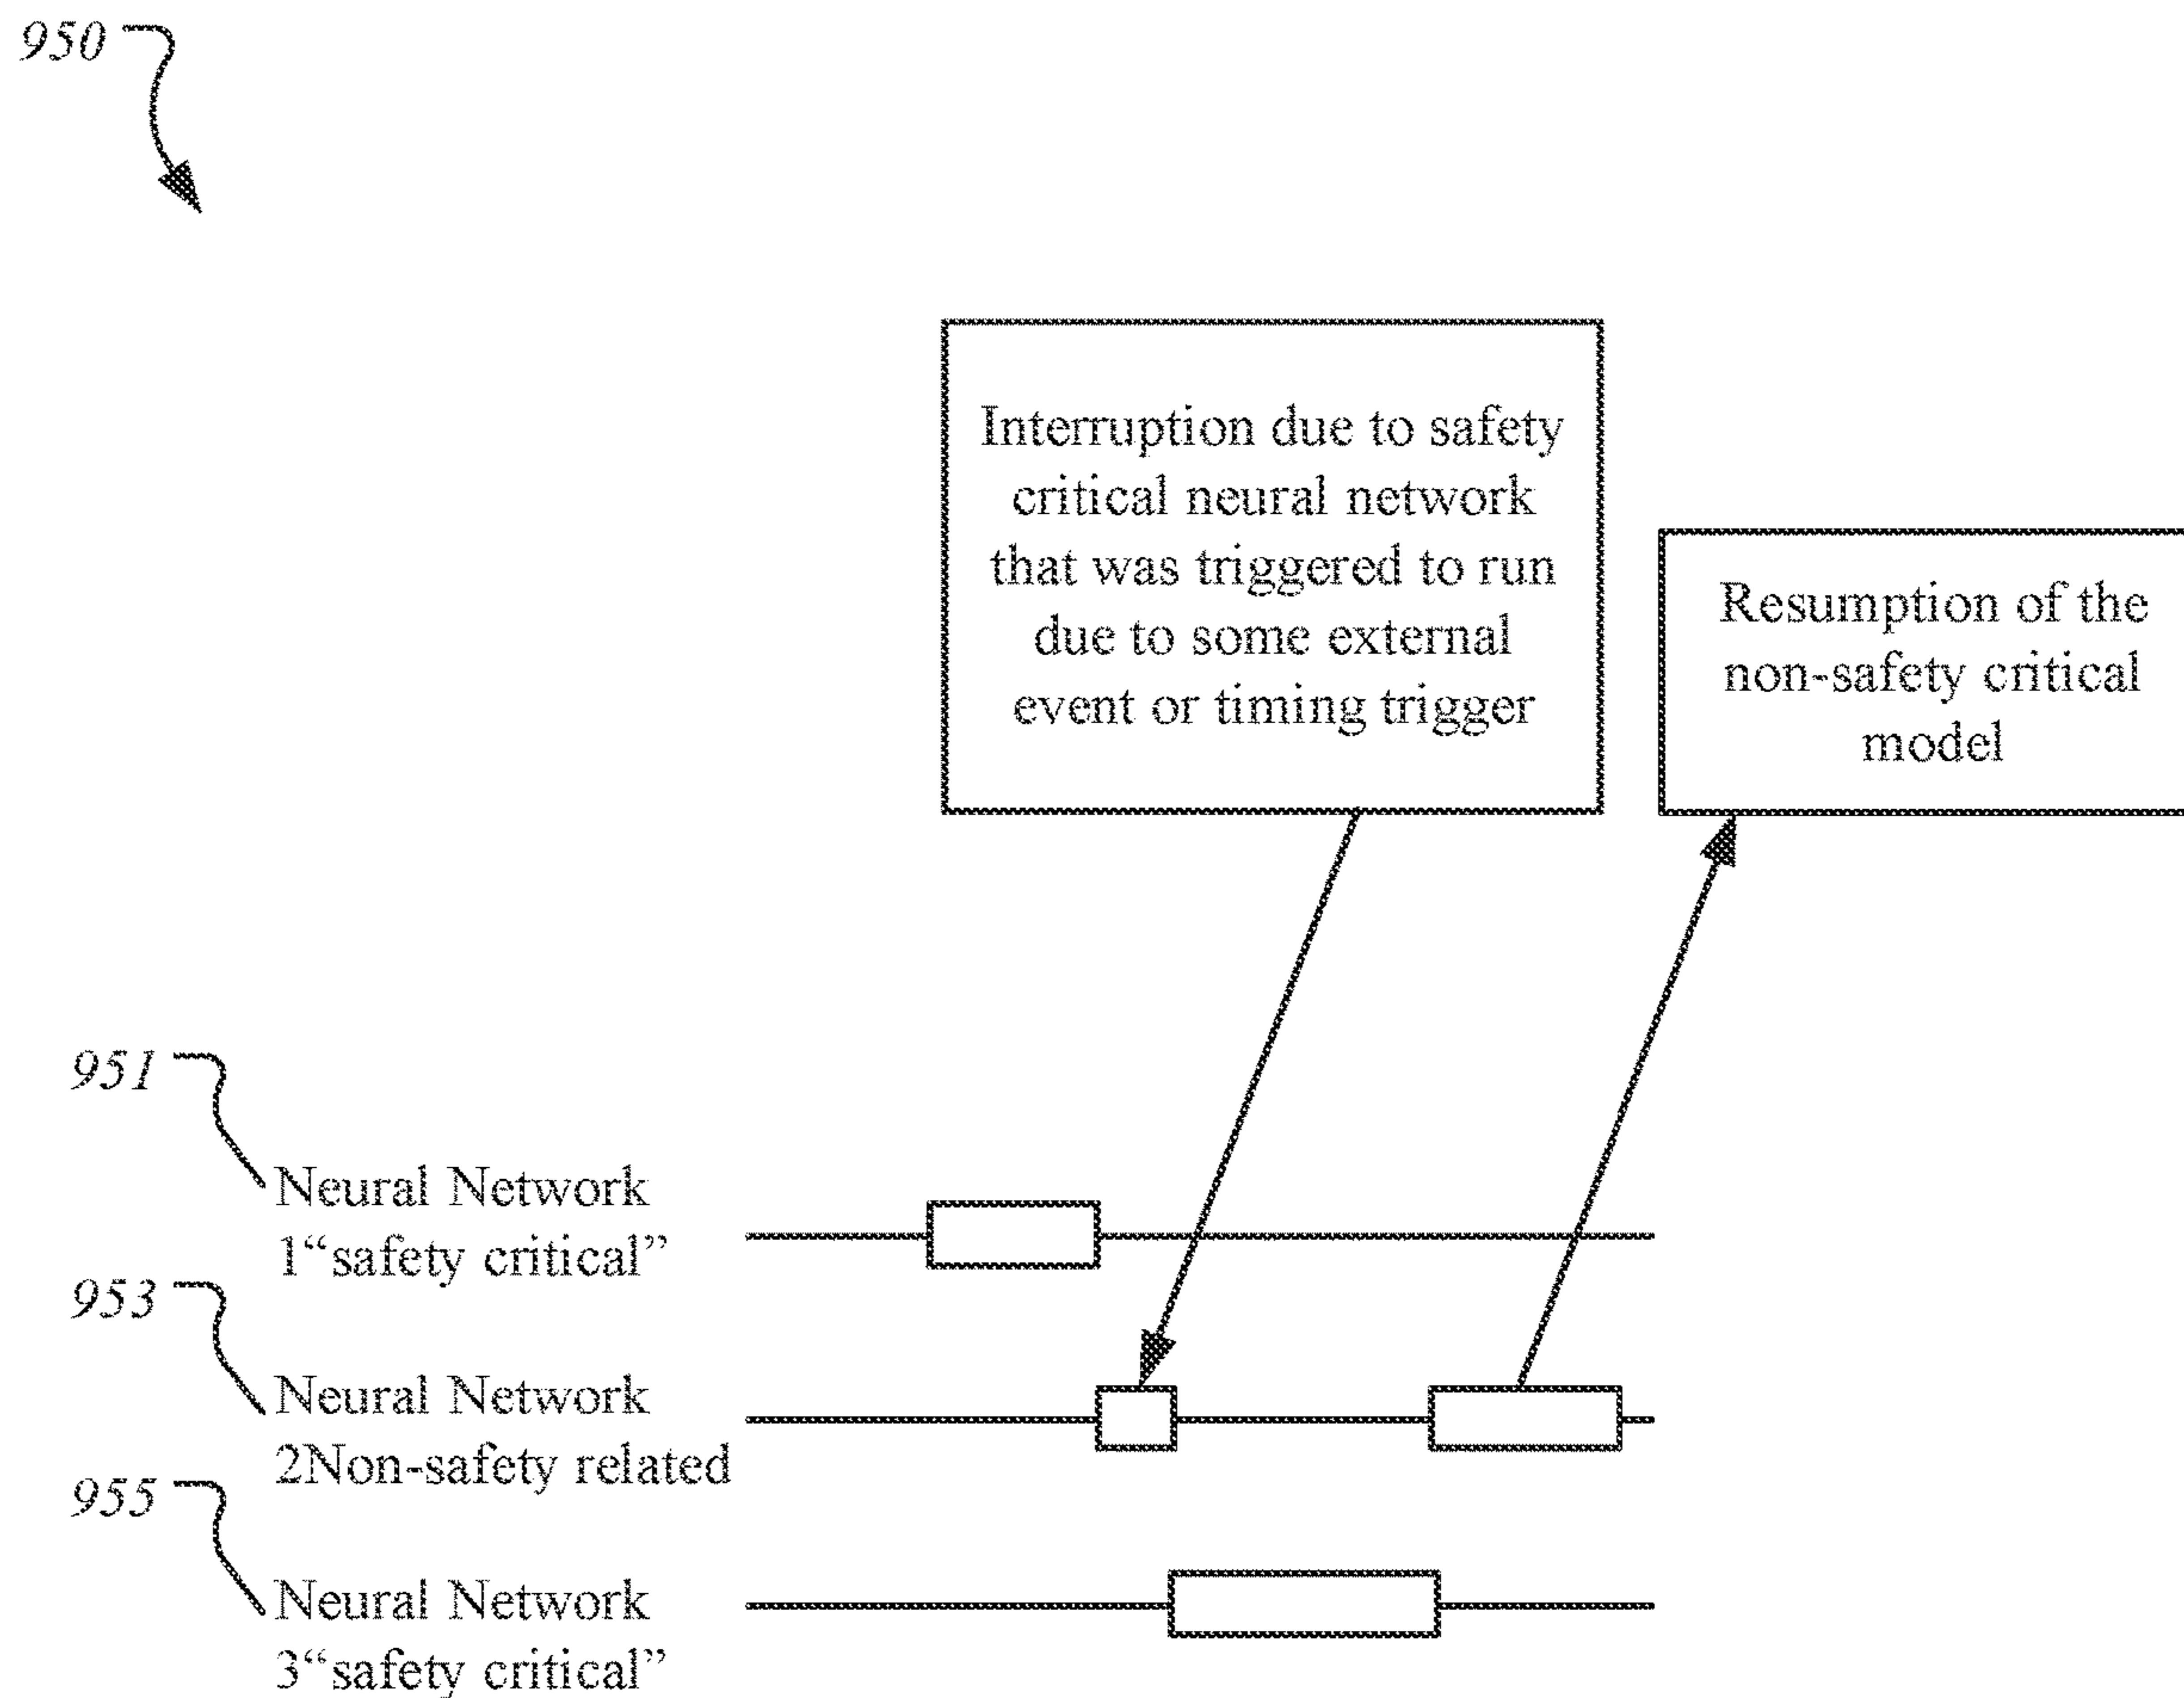 950
Interruption due to safety
critical neural network
that was triggered to run
due to some external
event or timing trigger
Resumption of the
non-safety critical
model
951
Neural Network
1“safety critical”
953
Neural Network
2Non-safety related
955
Neural Network
3“safety critical”